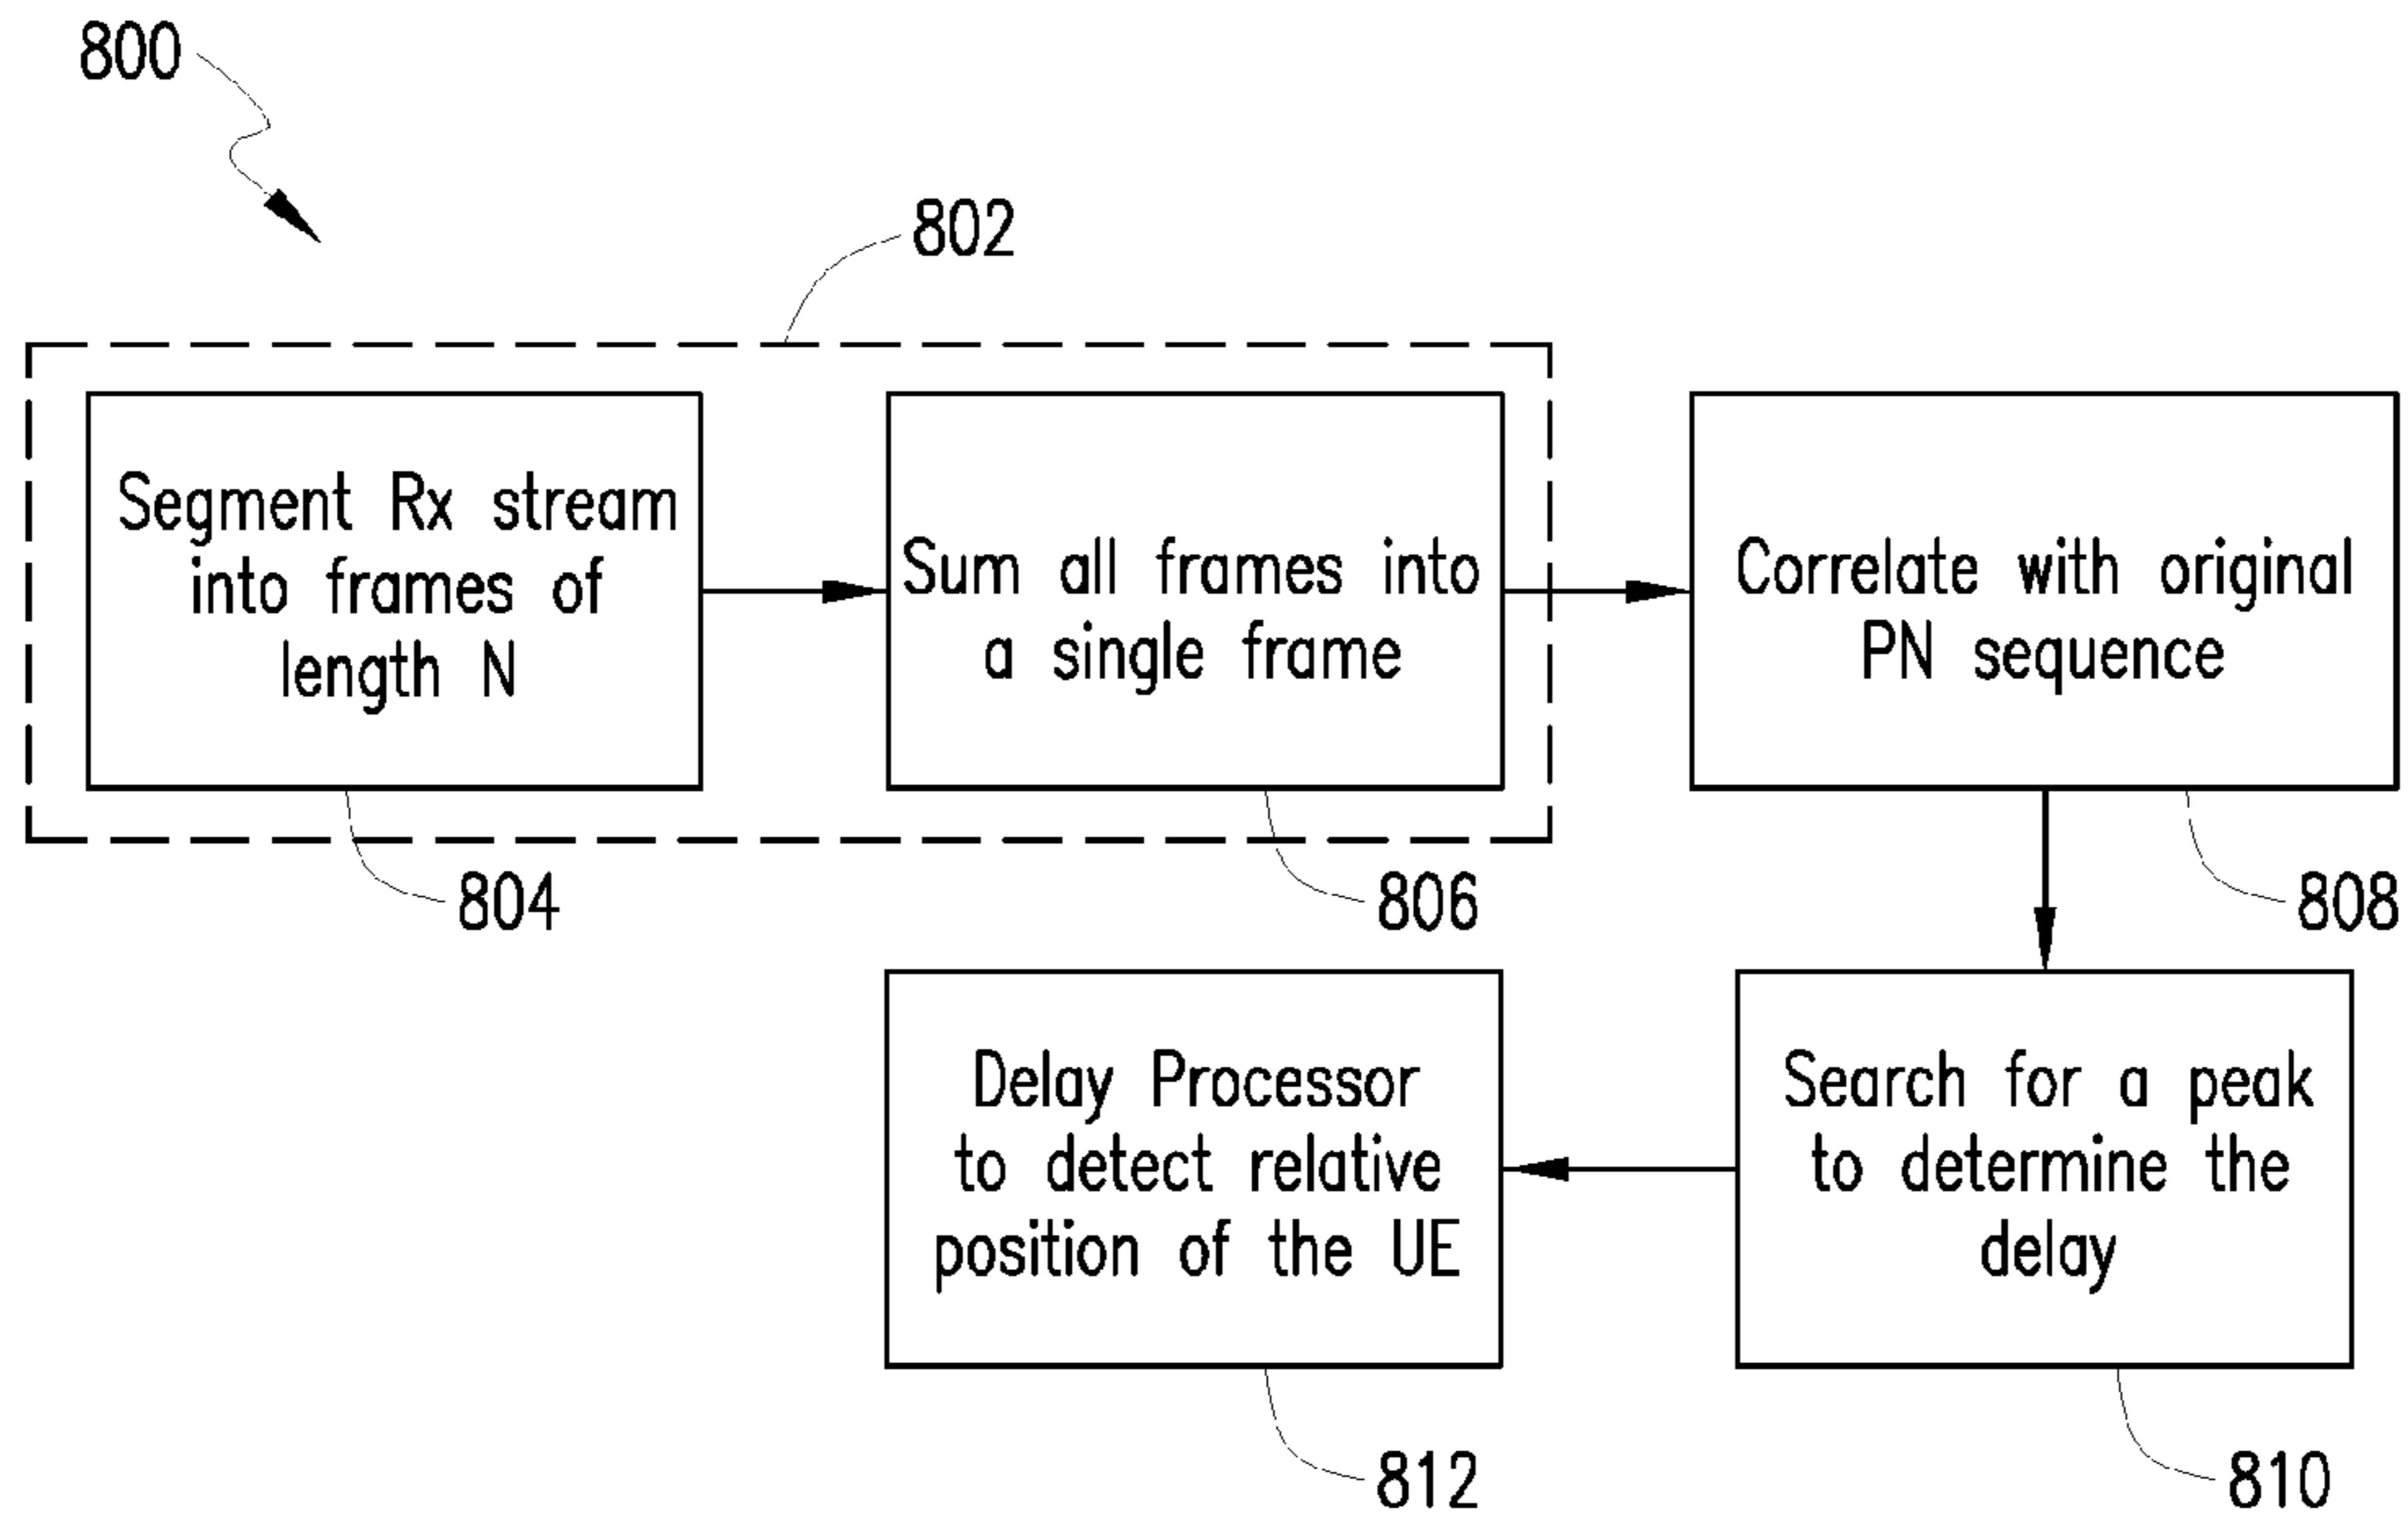 800
802
Segment Rx stream
into frames of
length N
Sum all frames into
a single frame
Correlate with original
PN sequence
804
806
808
Delay Processor
to detect relative
position of the UE
Search for a peak
to determine the
delay
812
810